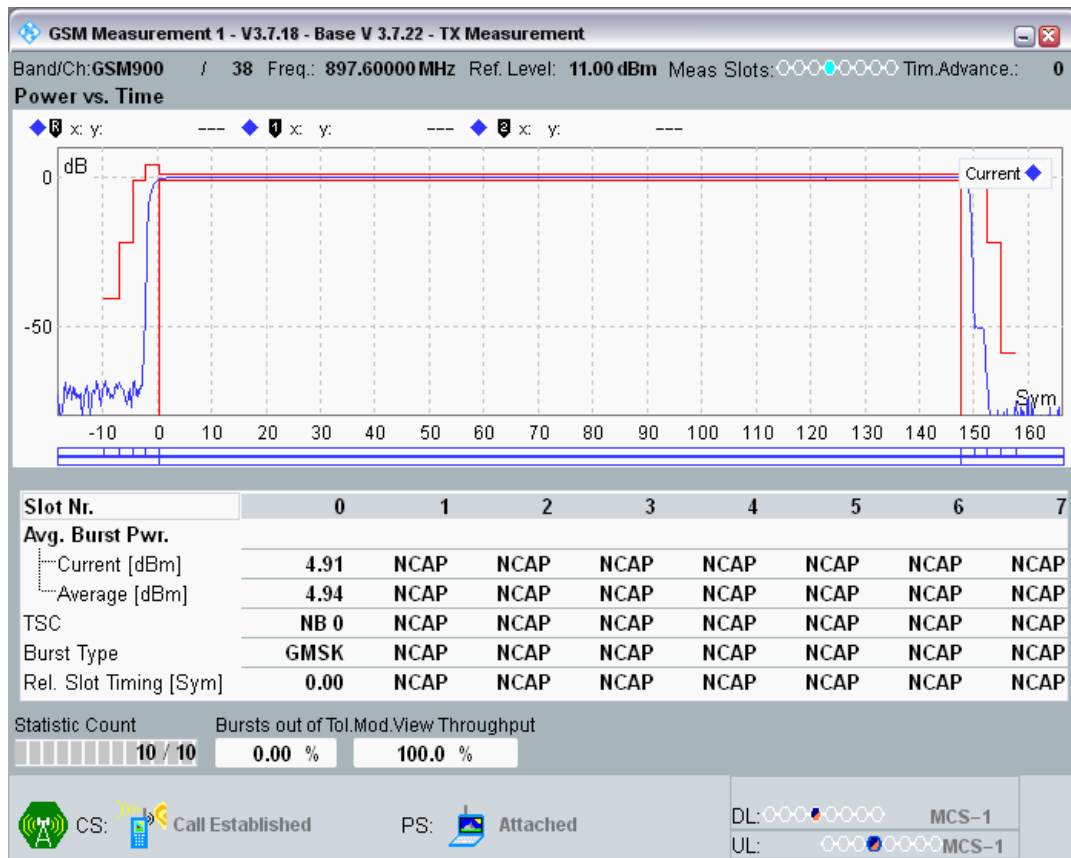 GSM Measurement 1 - V3.7.18 - Base V 3.7.22 - TX Measurement
Band/Ch:GSM900 / 38 Freq.: 897.60000 MHz Ref. Level: 11.00 dBm Meas Slots: Tim.Advance.: 0
Power vs. Time
R x: y: --- 1 x: y: --- 2 x: y: ---
dB
Current
0
-50
Sym
-10 0 10 20 30 40 50 60 70 80 90 100 110 120 130 140 150 160
Slot Nr. 0 1 2 3 4 5 6 7
Avg. Burst Pwr.
Current [dBm] 4.91 NCAP NCAP NCAP NCAP NCAP NCAP NCAP
Average [dBm] 4.94 NCAP NCAP NCAP NCAP NCAP NCAP NCAP
TSC NB 0 NCAP NCAP NCAP NCAP NCAP NCAP NCAP
Burst Type GMSK NCAP NCAP NCAP NCAP NCAP NCAP NCAP
Rel. Slot Timing [Sym] 0.00 NCAP NCAP NCAP NCAP NCAP NCAP NCAP
Statistic Count Bursts out of Tol.Mod.View Throughput
10 / 10 0.00 % 100.0 %
CS: Call Established PS: Attached DL: MCS-1
UL: MCS-1